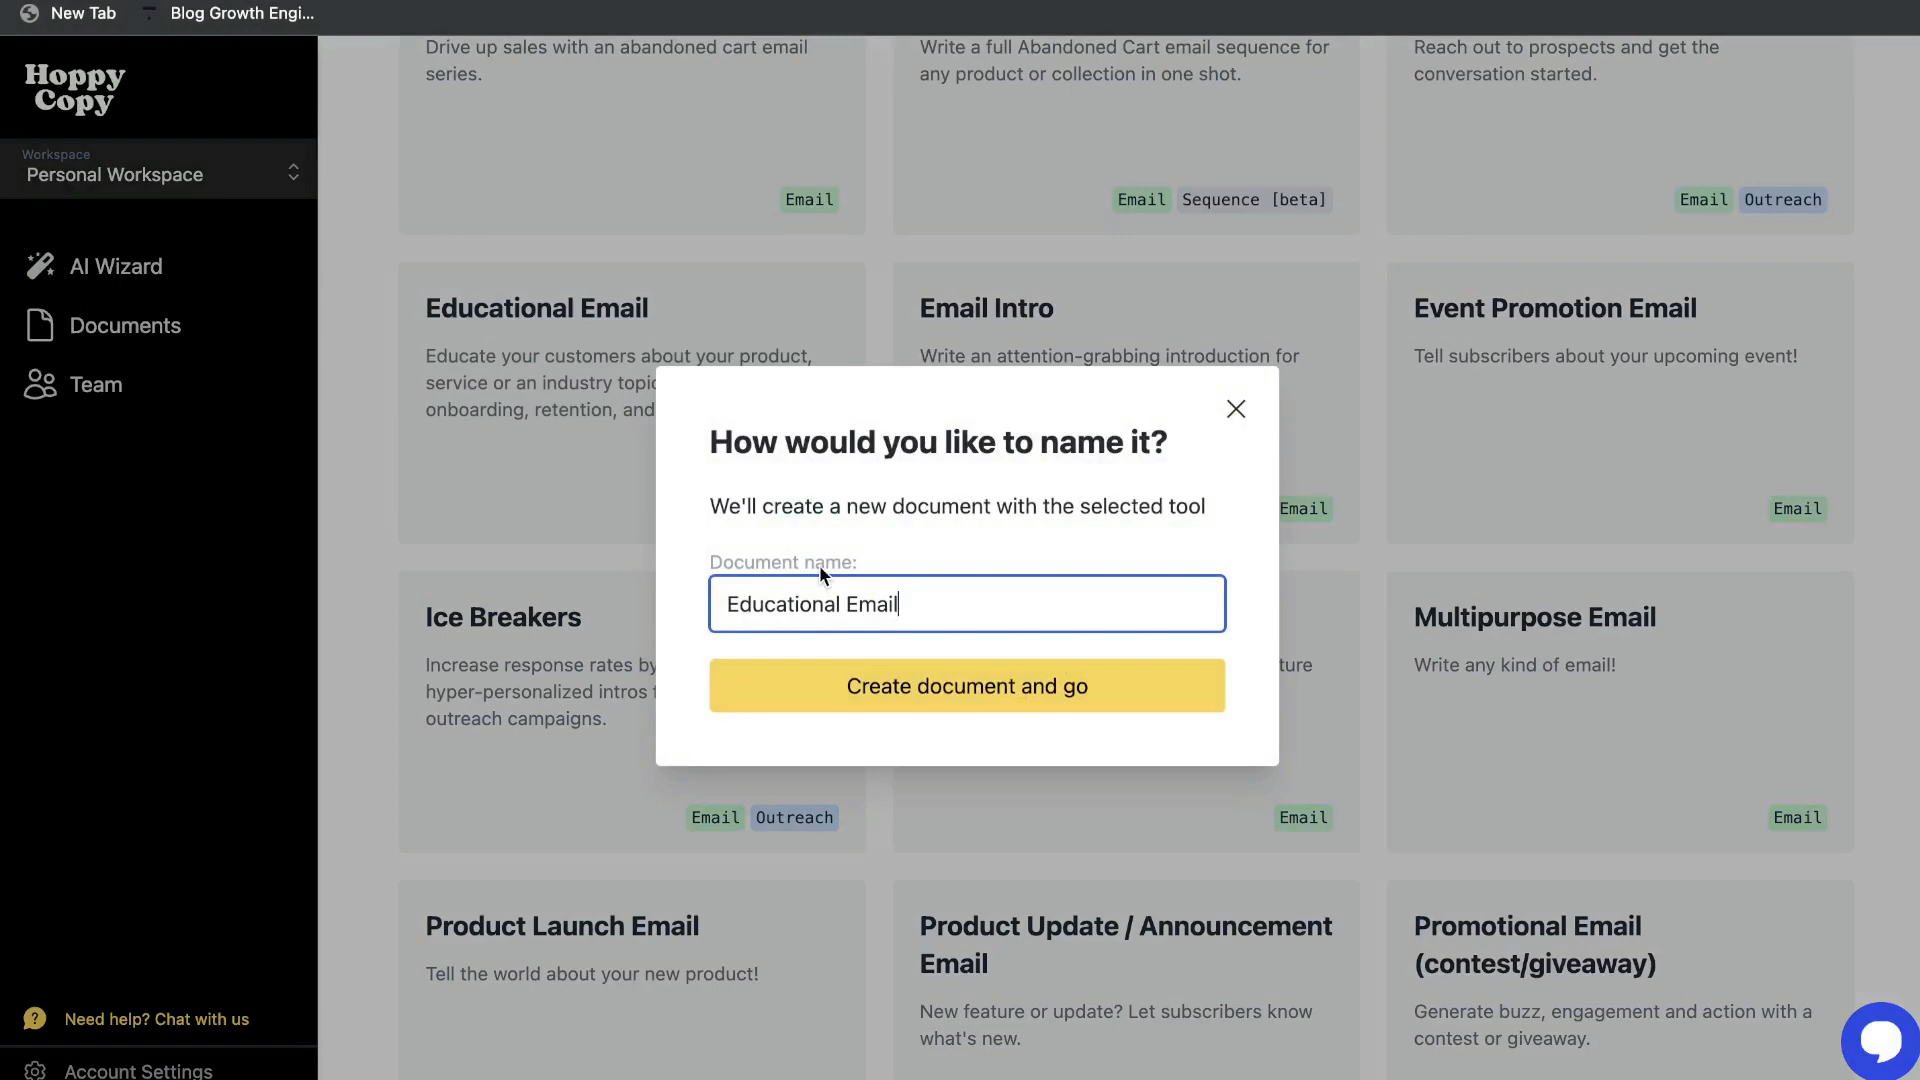 New Tab
Blog Growth Engi...
Hoppy
Copy
Workspace
Personal Workspace
AI Wizard
Documents
Team
Need help? Chat with us
Account Settings
Drive up sales with an abandoned cart email
series.
Email
Write a full Abandoned Cart email sequence for
any product or collection in one shot.
Email Sequence [beta]
Reach out to prospects and get the
conversation started.
Email Outreach
Educational Email
Educate your customers about your product,
service or an industry topic
onboarding, retention, and
Email Intro
Write an attention-grabbing introduction for
Email
Event Promotion Email
Tell subscribers about your upcoming event!
Email
How would you like to name it?
We'll create a new document with the selected tool
Document name:
Educational Email
Create document and go
Ice Breakers
Increase response rates by
hyper-personalized intros
outreach campaigns.
Email Outreach
Email
Multipurpose Email
Write any kind of email!
Email
Product Launch Email
Tell the world about your new product!
Product Update / Announcement
Email
New feature or update? Let subscribers know
what's new.
Promotional Email
(contest/giveaway)
Generate buzz, engagement and action with a
contest or giveaway.